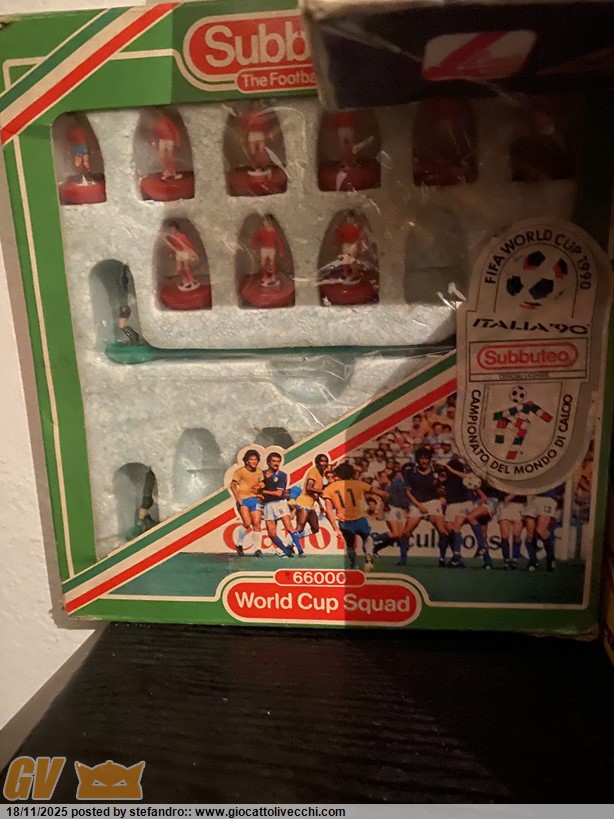 Subb
The Footba
FIFA WORLD CUP 1990
ITALIA '90
Subbuteo
CAMPIONATO DEL MONDO DI CALCIO
11
66000
World Cup Squad
GV
18/11/2025 posted by stefandro:: www.giocattolivecchi.com